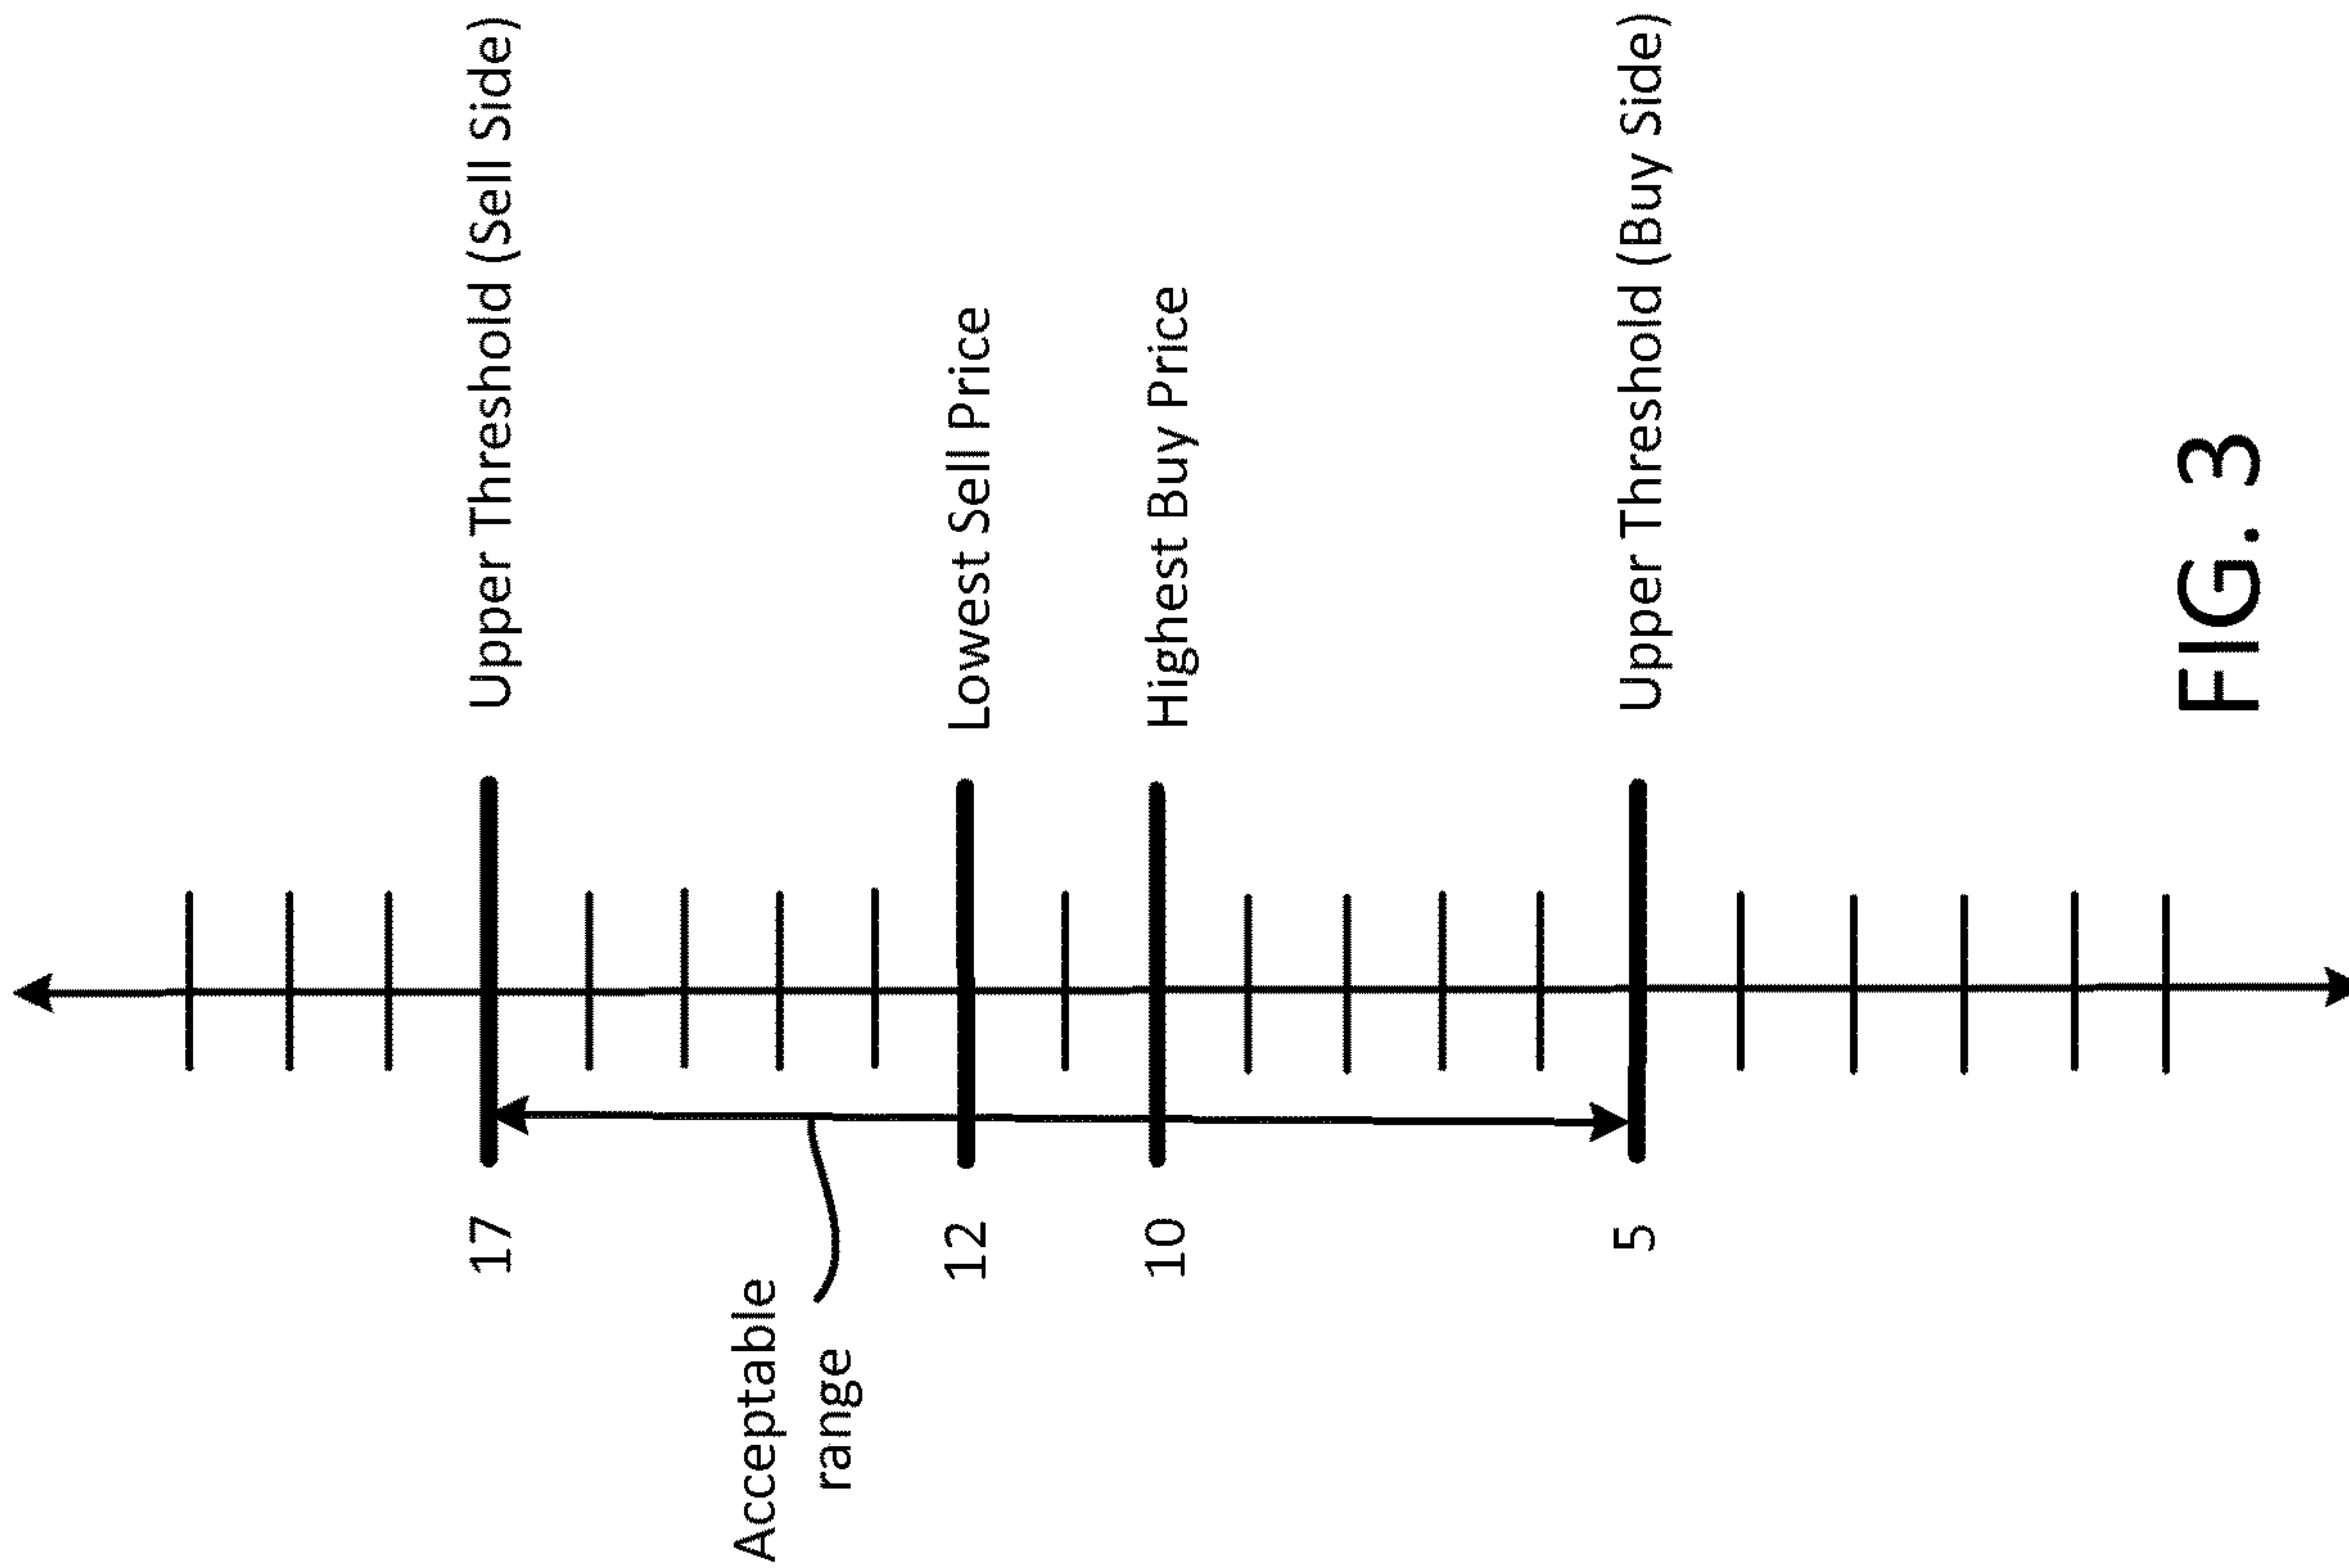 17 Upper Threshold (Sell Side)
Acceptable
range
12 Lowest Sell Price
10 Highest Buy Price
5 Upper Threshold (Buy Side)
FIG. 3